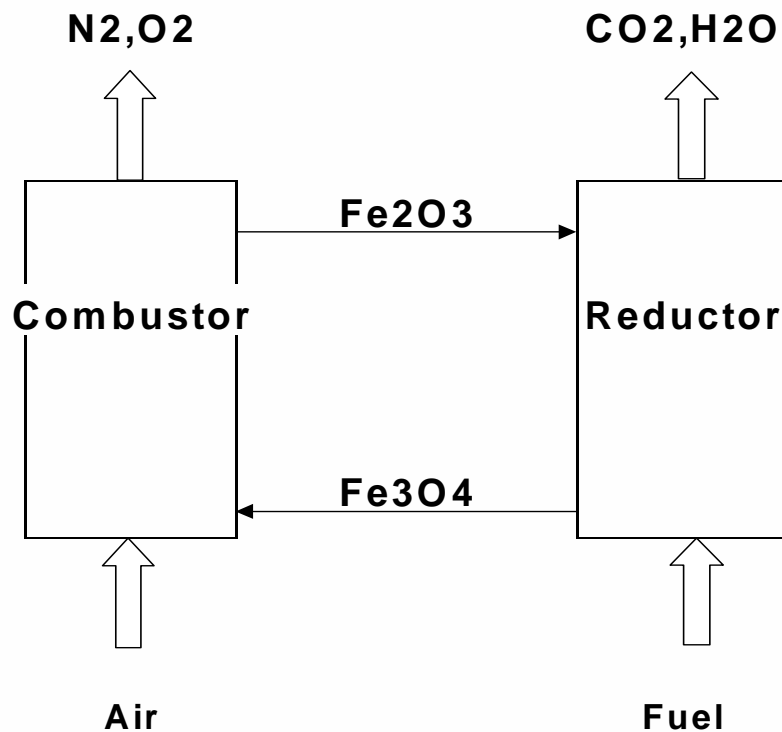 N2,O2
CO2,H2O
Fe2O3
Combustor
Reductor
Fe3O4
Air
Fuel